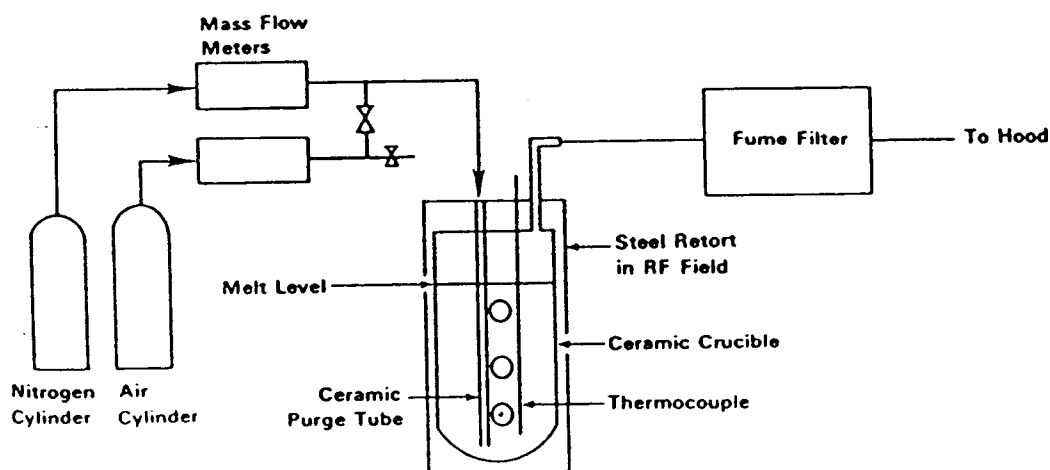 Mass Flow
Meters
Fume Filter
To Hood
Steel Retort
in RF Field
Melt Level
Ceramic Crucible
Nitrogen
Cylinder
Air
Cylinder
Ceramic
Purge Tube
Thermocouple